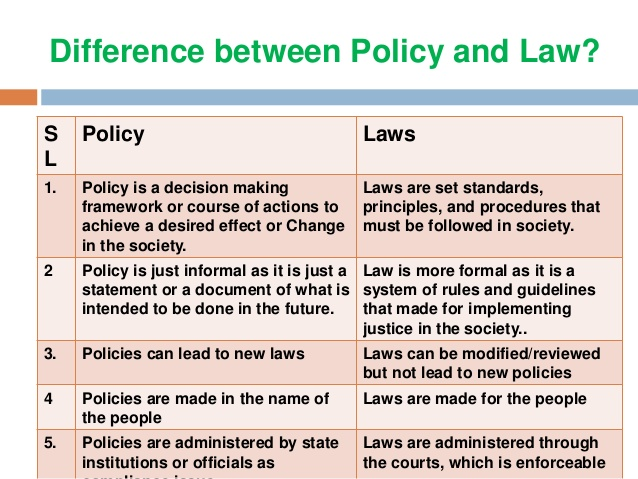 Difference between Policy and Law?
S
L
Policy
Laws
1.
Policy is a decision making
framework or course of actions to
achieve a desired effect or Change
in the society.
Laws are set standards,
principles, and procedures that
must be followed in society.
2
Policy is just informal as it is just a
statement or a document of what is
intended to be done in the future.
Law is more formal as it is a
system of rules and guidelines
that made for implementing
justice in the society..
3.
Policies can lead to new laws
Laws can be modified/reviewed
but not lead to new policies
4
Policies are made in the name of
the people
Laws are made for the people
5.
Policies are administered by state
institutions or officials as
Laws are administered through
the courts, which is enforceable